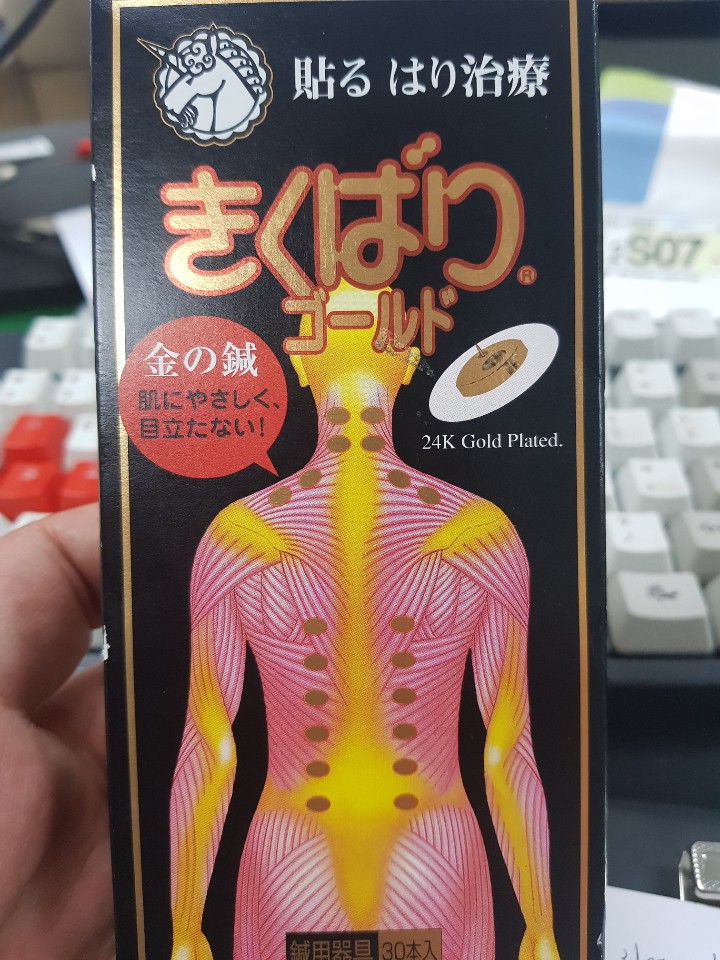 貼る はり治療
きくばり®
ゴールド
金の鍼
肌にやさしく、
目立たない!
24K Gold Plated.
S07
鍼用器具 30本入